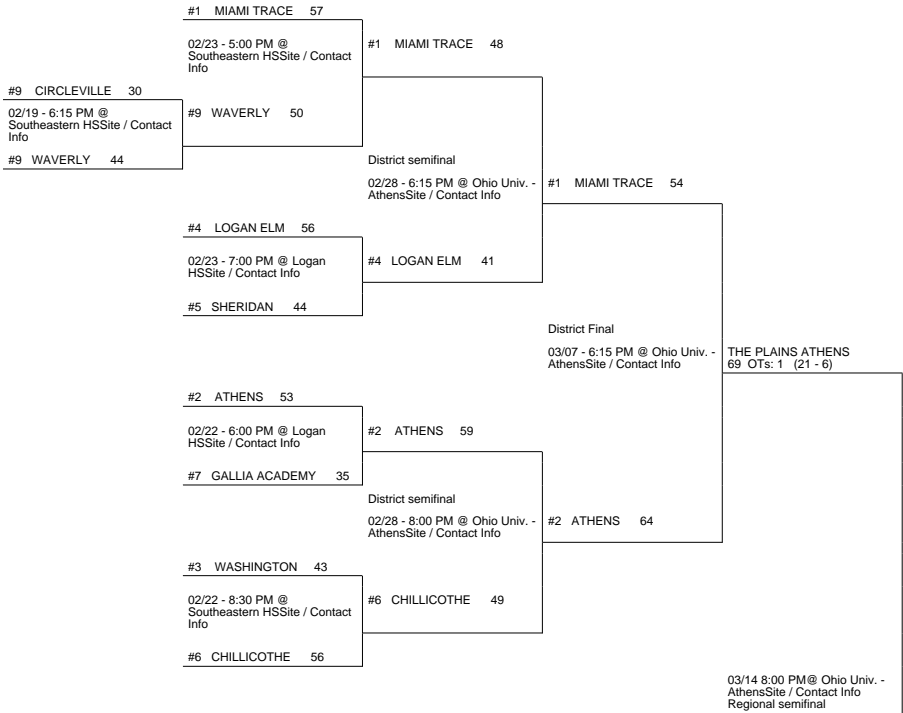 #1 MIAMI TRACE 57
02/23 - 5:00 PM @
Southeastern HSSite / Contact
Info
#1 MIAMI TRACE 48
#9 CIRCLEVILLE 30
02/19 - 6:15 PM @
Southeastern HSSite / Contact
Info
#9 WAVERLY 50
#9 WAVERLY 44
District semifinal
02/28 - 6:15 PM @ Ohio Univ. -
AthensSite / Contact Info
#1 MIAMI TRACE 54
#4 LOGAN ELM 56
02/23 - 7:00 PM @ Logan
HSSite / Contact Info
#4 LOGAN ELM 41
#5 SHERIDAN 44
District Final
03/07 - 6:15 PM @ Ohio Univ. -
AthensSite / Contact Info
THE PLAINS ATHENS
69 OTs: 1 (21 - 6)
#2 ATHENS 53
02/22 - 6:00 PM @ Logan
HSSite / Contact Info
#2 ATHENS 59
#7 GALLIA ACADEMY 35
District semifinal
02/28 - 8:00 PM @ Ohio Univ. -
AthensSite / Contact Info
#2 ATHENS 64
#3 WASHINGTON 43
02/22 - 8:30 PM @
Southeastern HSSite / Contact
Info
#6 CHILLICOTHE 49
#6 CHILLICOTHE 56
03/14 8:00 PM@ Ohio Univ. -
AthensSite / Contact Info
Regional semifinal